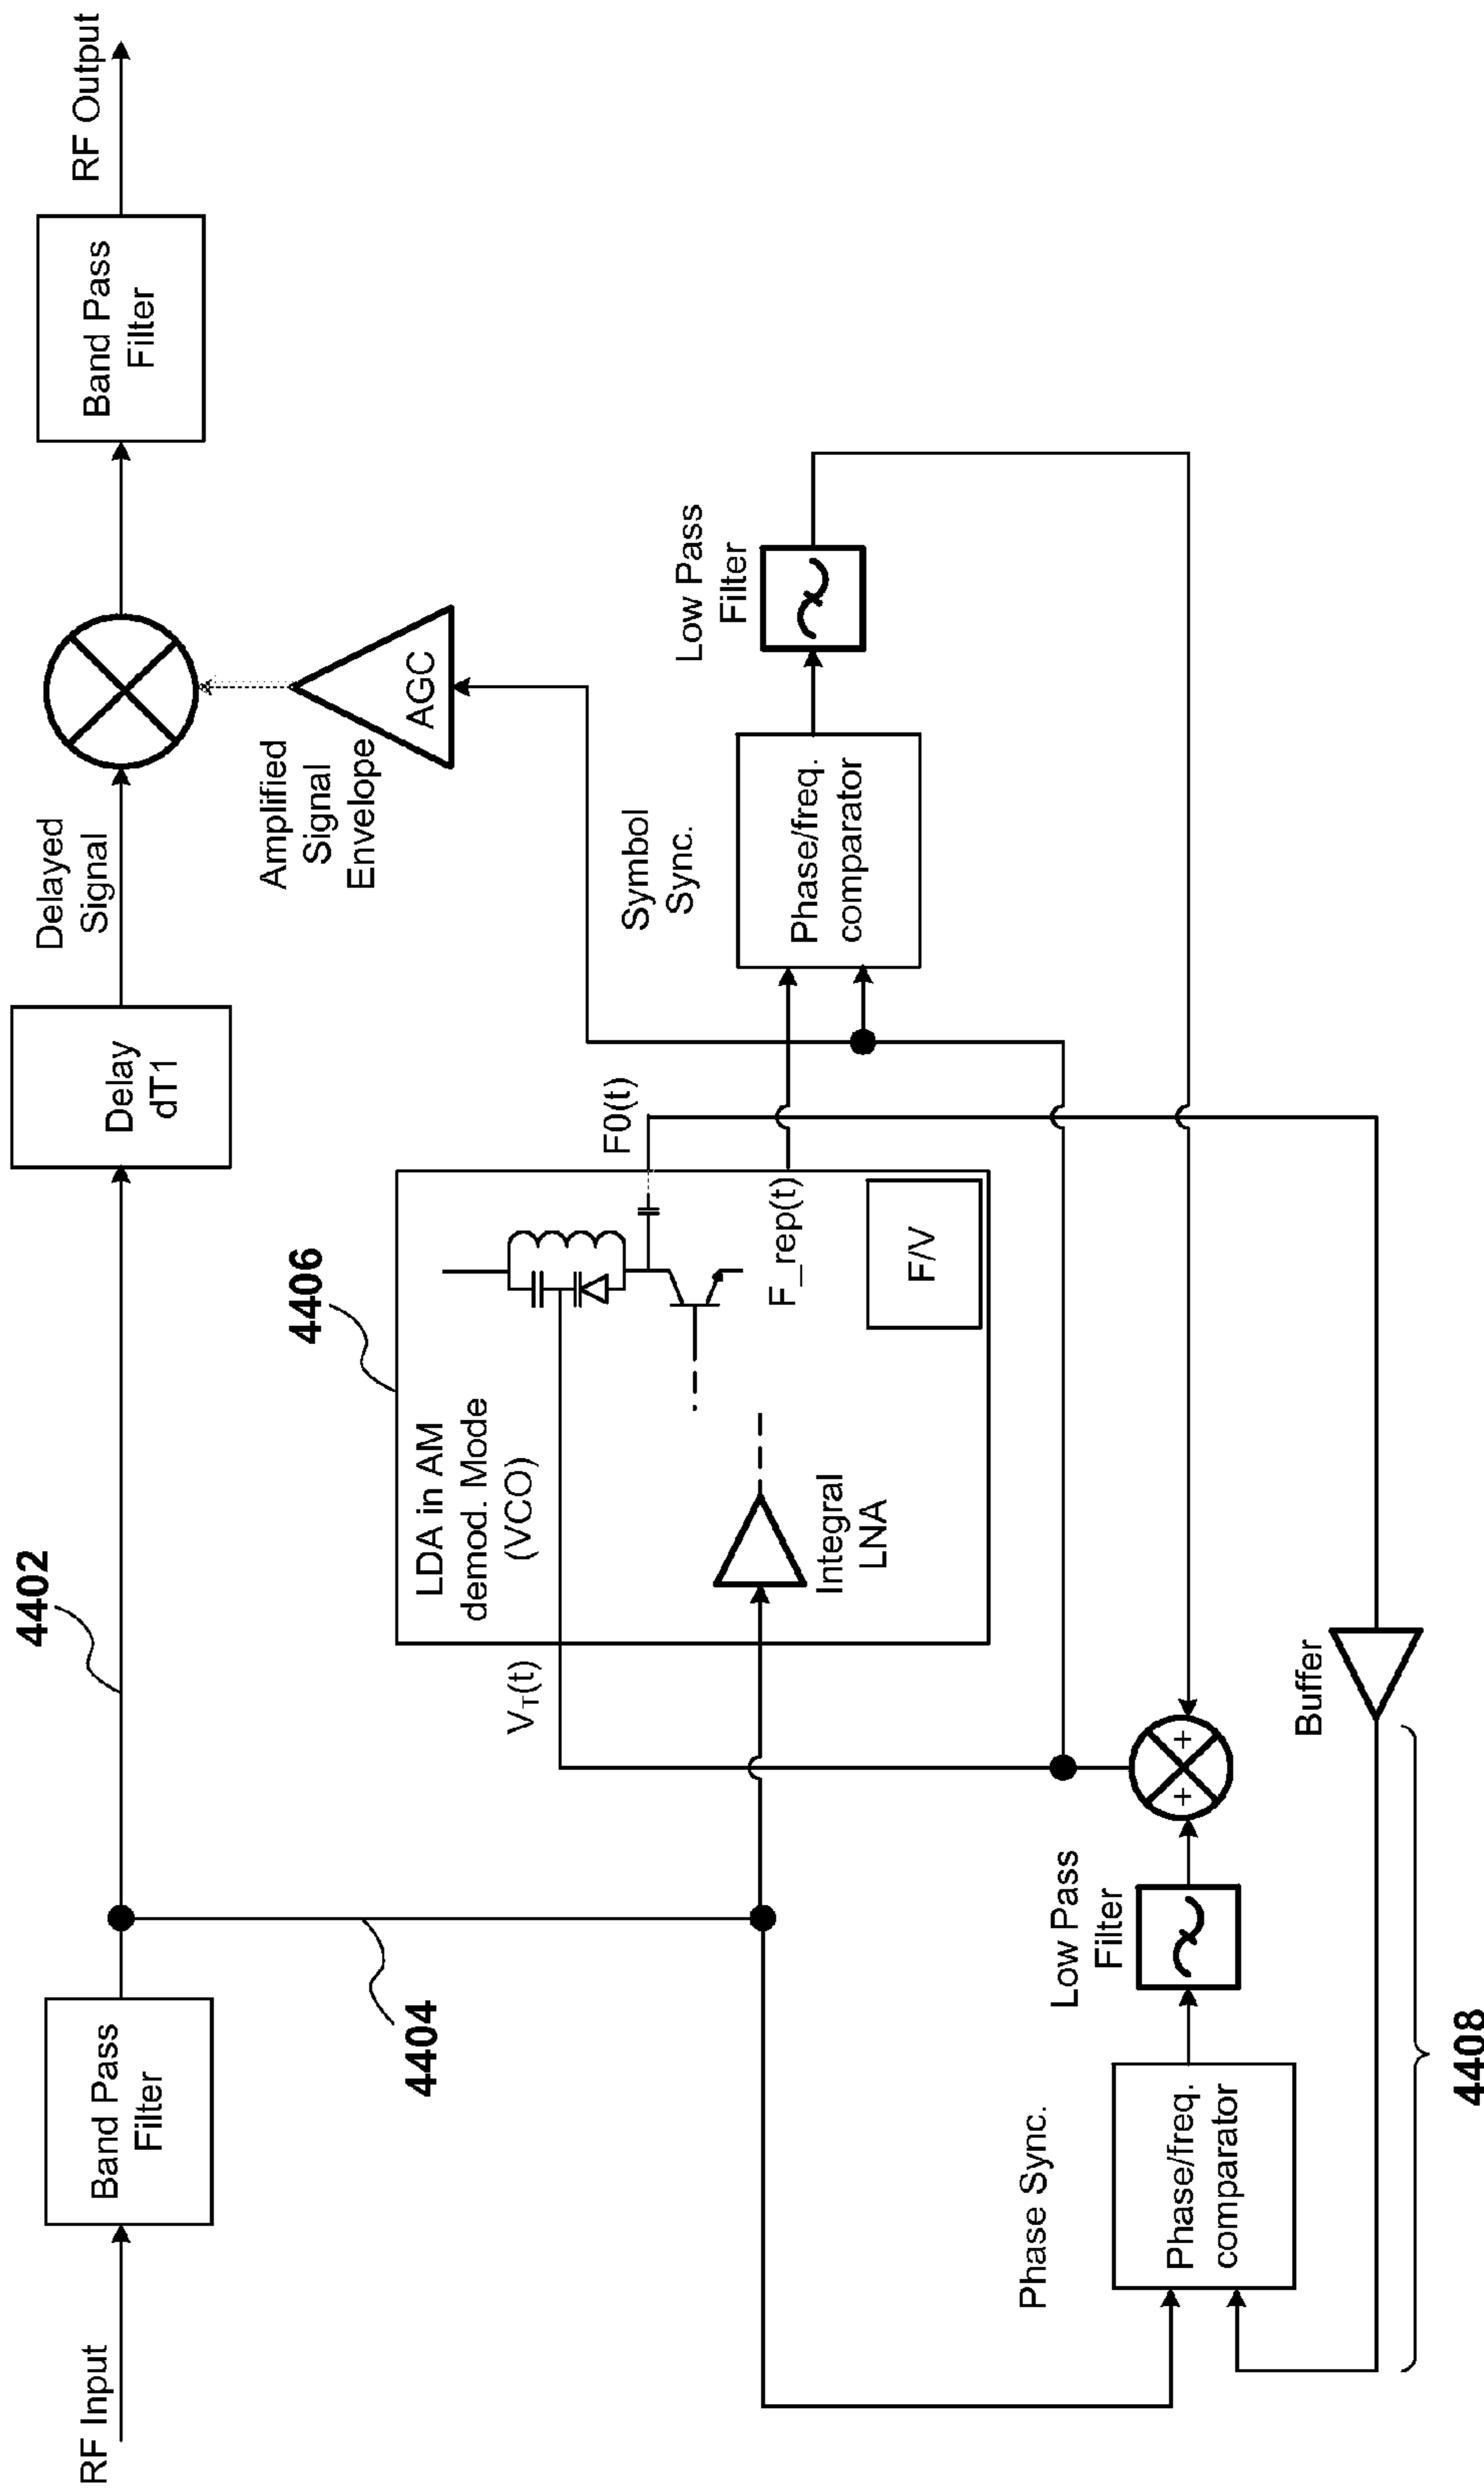 RF Input
Band Pass
Filter
4402
4404
Delay
dT1
Delayed
Signal
Band Pass
Filter
RF Output
Amplified
Signal
Envelope
AGC
4406
LDA in AM
demod. Mode
(VCO)
V_T(t)
Integral
LNA
F0(t)
F_rep(t)
F/V
Symbol
Sync.
Phase/freq.
comparator
Low Pass
Filter
Phase Sync.
Phase/freq.
comparator
Low Pass
Filter
+ +
Buffer
4408